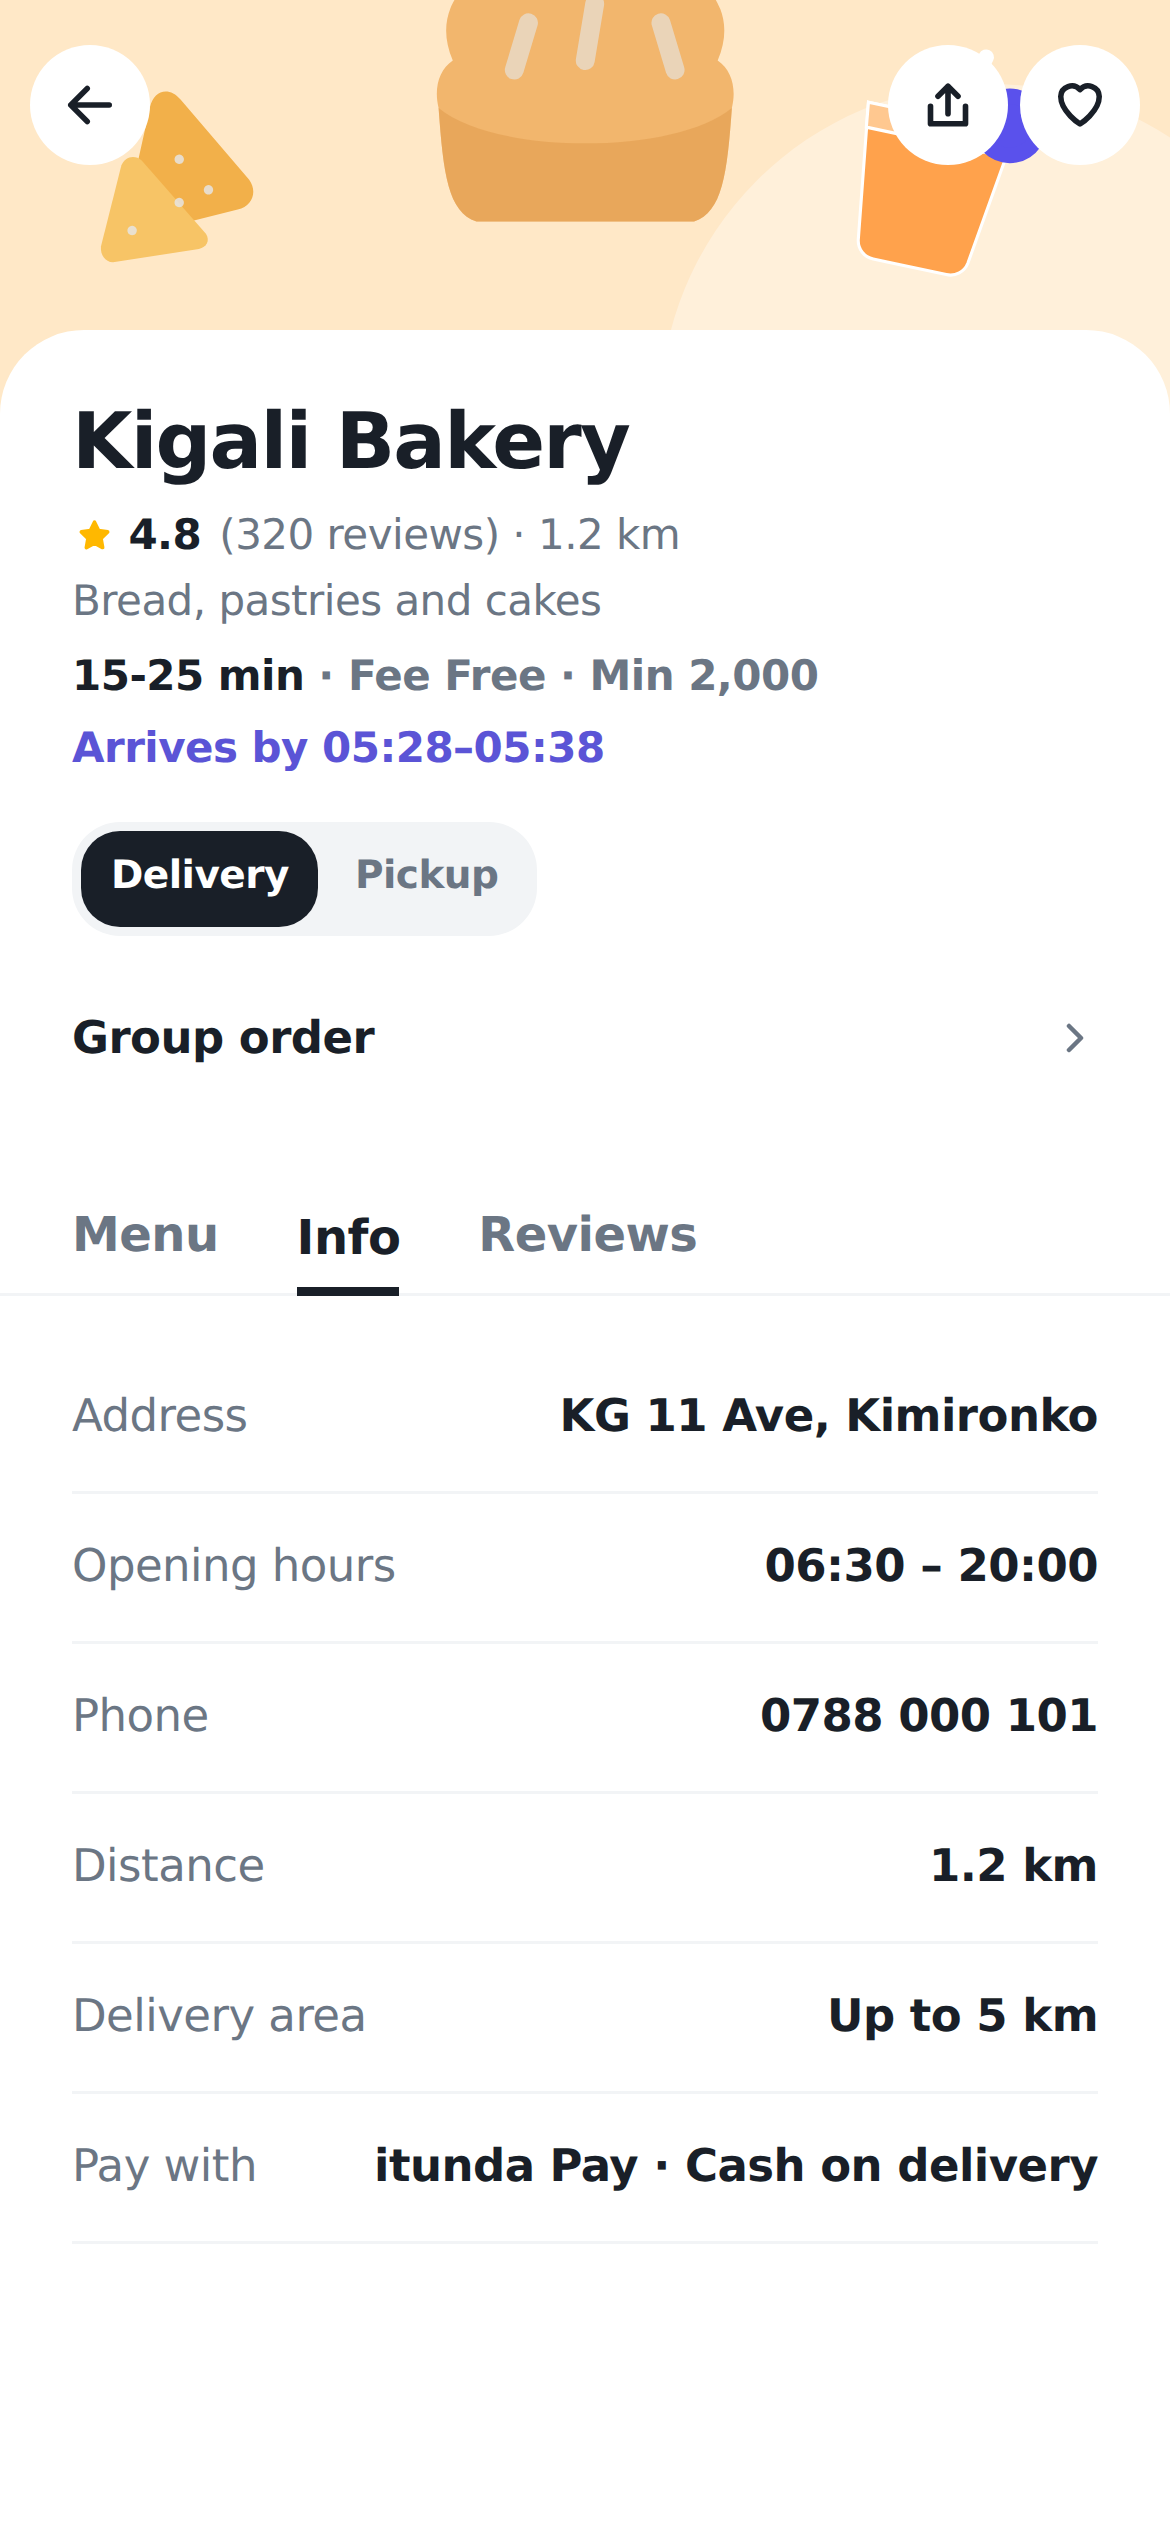 Kigali Bakery
4.8 (320 reviews) · 1.2 km
Bread, pastries and cakes
15-25 min · Fee Free · Min 2,000
Arrives by 05:28–05:38
Delivery Pickup
Group order
Menu Info Reviews
Address KG 11 Ave, Kimironko
Opening hours 06:30 – 20:00
Phone 0788 000 101
Distance 1.2 km
Delivery area Up to 5 km
Pay with itunda Pay · Cash on delivery